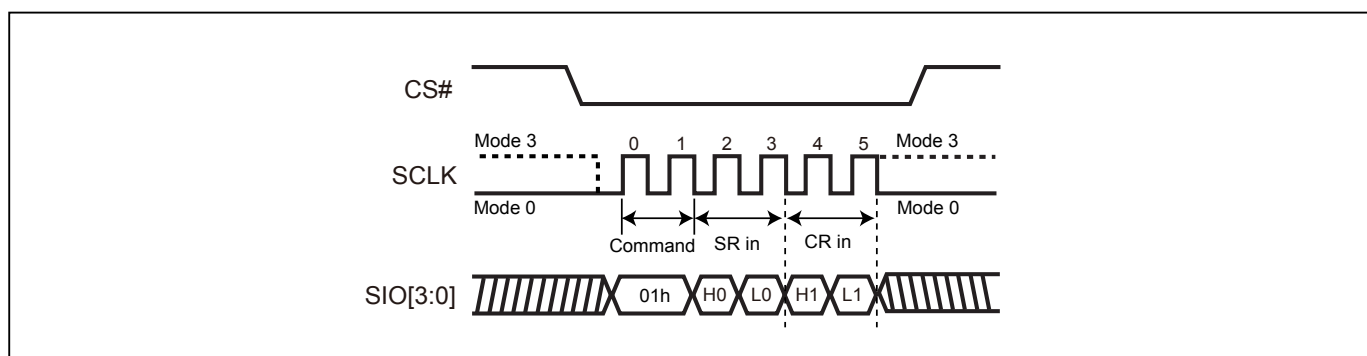 CS#
Mode 3 0 1 2 3 4 5 Mode 3
SCLK
Mode 0 Mode 0
Command SR in CR in
SIO[3:0] 01h H0 L0 H1 L1